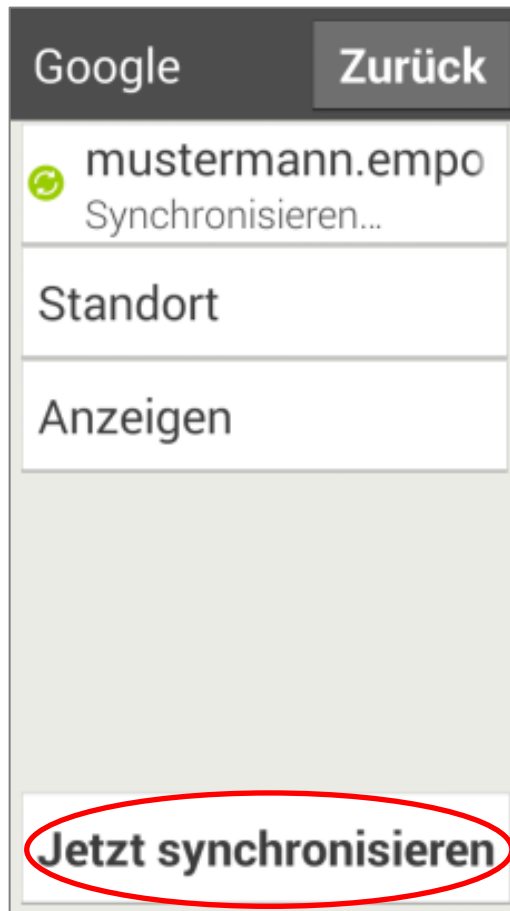 Google Zurück
mustermann.empo
Synchronisieren...
Standort
Anzeigen
Jetzt synchronisieren